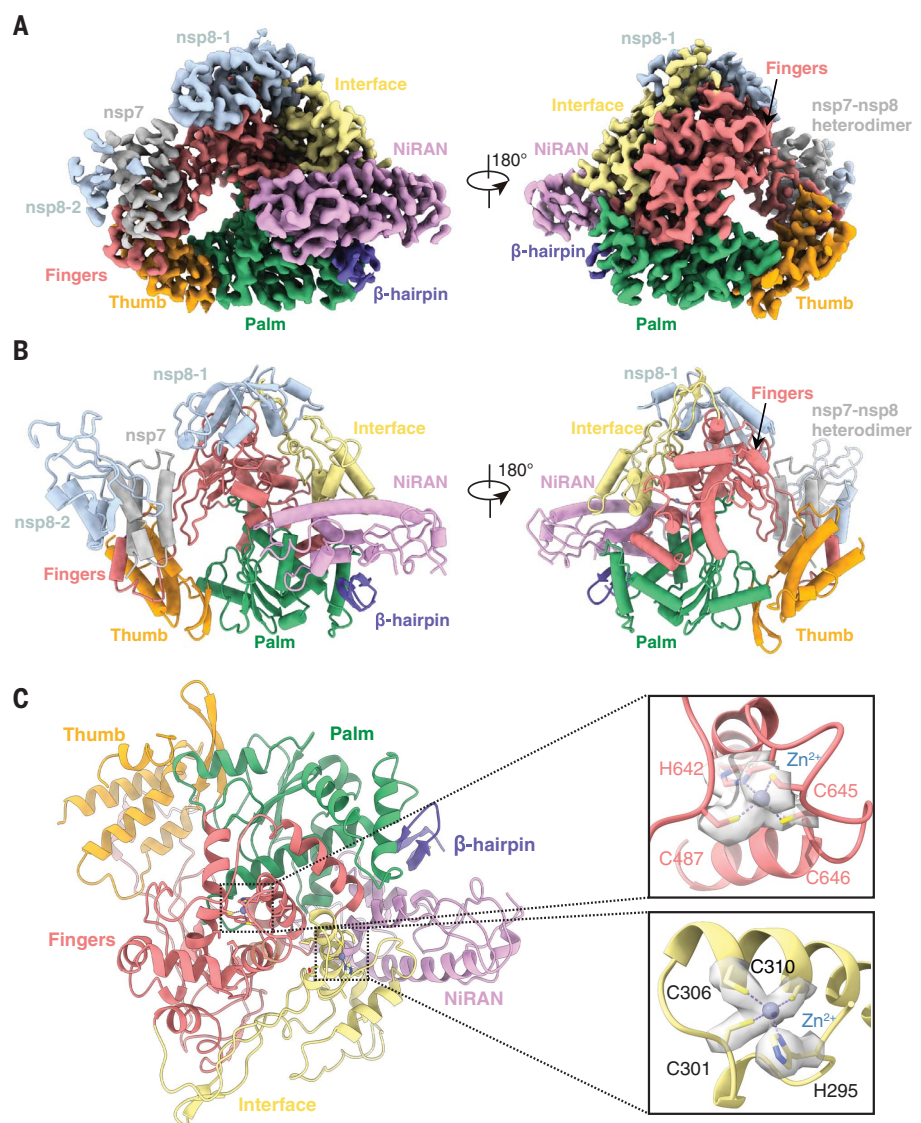 A
nsp8-1
Interface
nsp7
NiRAN
nsp8-2
Fingers
Thumb
Palm
β-hairpin
180°
nsp8-1
Fingers
Interface
nsp7-nsp8
heterodimer
NiRAN
β-hairpin
Palm
Thumb
B
nsp8-1
nsp7
Interface
NiRAN
nsp8-2
Fingers
Thumb
Palm
β-hairpin
180°
nsp8-1
Fingers
Interface
nsp7-nsp8
heterodimer
NiRAN
β-hairpin
Palm
Thumb
C
Thumb
Palm
β-hairpin
Fingers
NiRAN
Interface
H642
Zn²⁺
C645
C487
C646
C310
C306
Zn²⁺
C301
H295